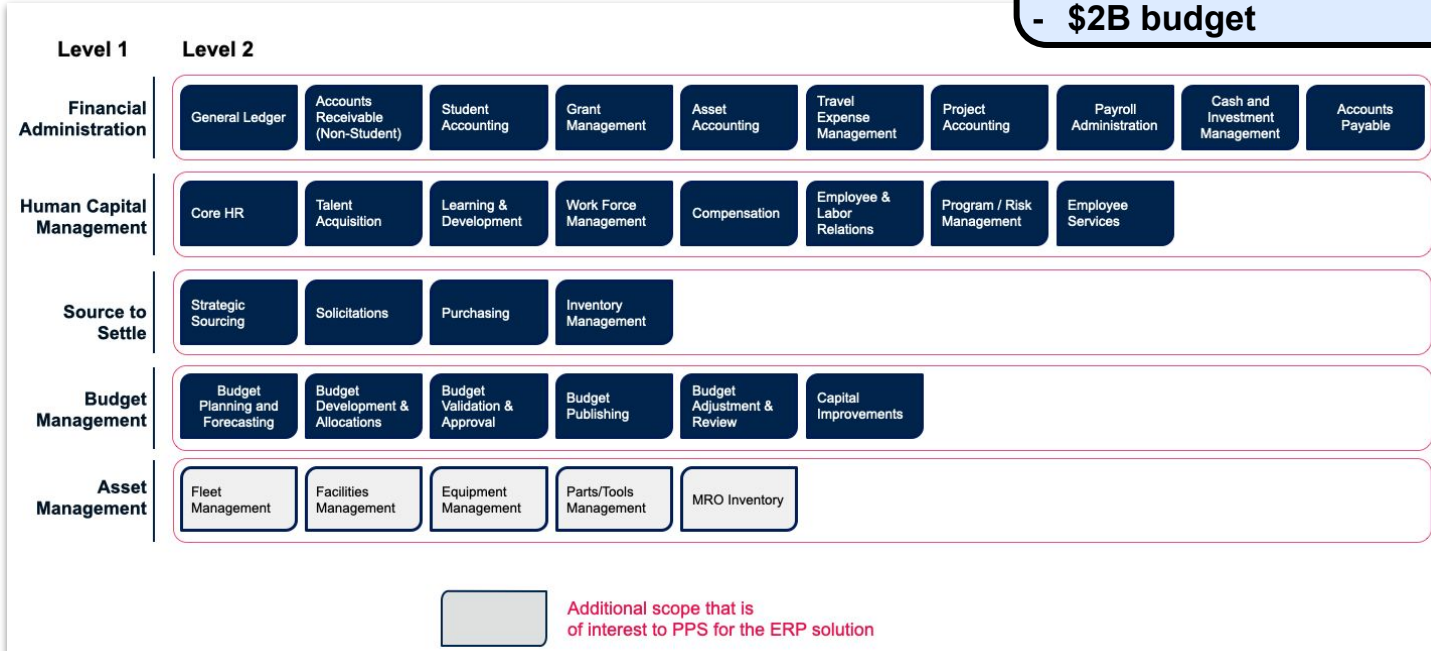 - $2B budget
Level 1
Level 2
Financial
Administration
General Ledger
Accounts
Receivable
(Non-Student)
Student
Accounting
Grant
Management
Asset
Accounting
Travel
Expense
Management
Project
Accounting
Payroll
Administration
Cash and
Investment
Management
Accounts
Payable
Human Capital
Management
Core HR
Talent
Acquisition
Learning &
Development
Work Force
Management
Compensation
Employee &
Labor
Relations
Program / Risk
Management
Employee
Services
Source to
Settle
Strategic
Sourcing
Solicitations
Purchasing
Inventory
Management
Budget
Management
Budget
Planning and
Forecasting
Budget
Development &
Allocations
Budget
Validation &
Approval
Budget
Publishing
Budget
Adjustment &
Review
Capital
Improvements
Asset
Management
Fleet
Management
Facilities
Management
Equipment
Management
Parts/Tools
Management
MRO Inventory
Additional scope that is
of interest to PPS for the ERP solution